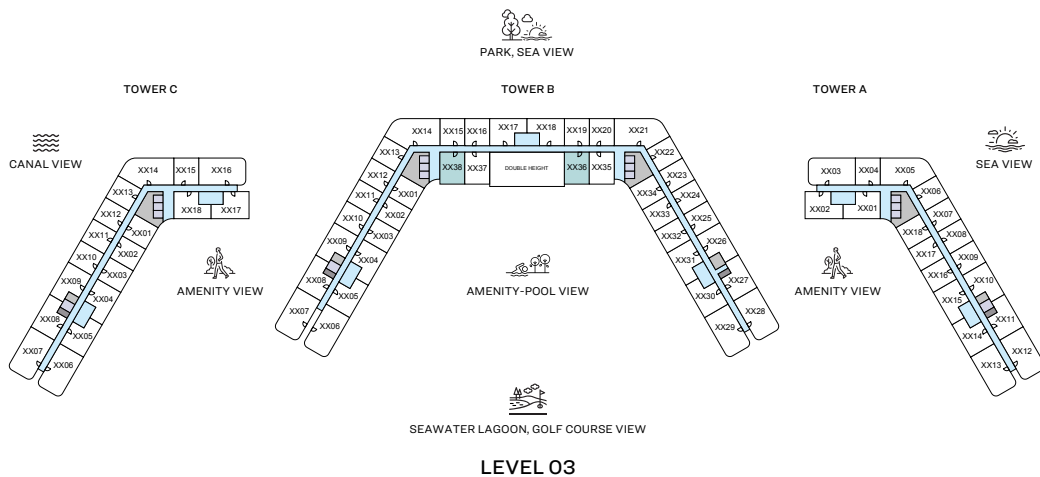 PARK, SEA VIEW
TOWER C
TOWER B
TOWER A
CANAL VIEW
SEA VIEW
XX14
XX15
XX16
XX13
XX12
XX11
XX10
XX09
XX08
XX07
XX18
XX17
XX01
XX02
XX03
XX04
XX05
XX06
AMENITY VIEW
XX14
XX15
XX16
XX17
XX18
XX19
XX20
XX21
XX13
XX12
XX11
XX10
XX09
XX08
XX07
XX38
XX37
DOUBLE HEIGHT
XX36
XX35
XX01
XX02
XX03
XX04
XX05
XX06
XX22
XX23
XX24
XX25
XX26
XX27
XX28
XX34
XX33
XX32
XX31
XX30
XX29
AMENITY-POOL VIEW
XX03
XX04
XX05
XX02
XX01
XX06
XX07
XX08
XX09
XX10
XX11
XX12
XX18
XX17
XX16
XX15
XX14
XX13
AMENITY VIEW
SEAWATER LAGOON, GOLF COURSE VIEW
LEVEL 03